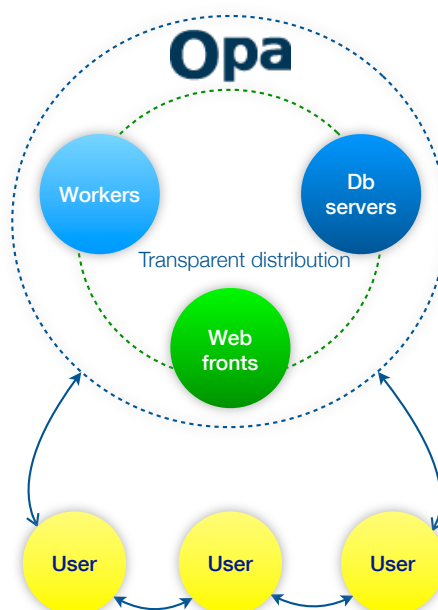 Opa
Workers
Db
servers
Transparent distribution
Web
fronts
User
User
User